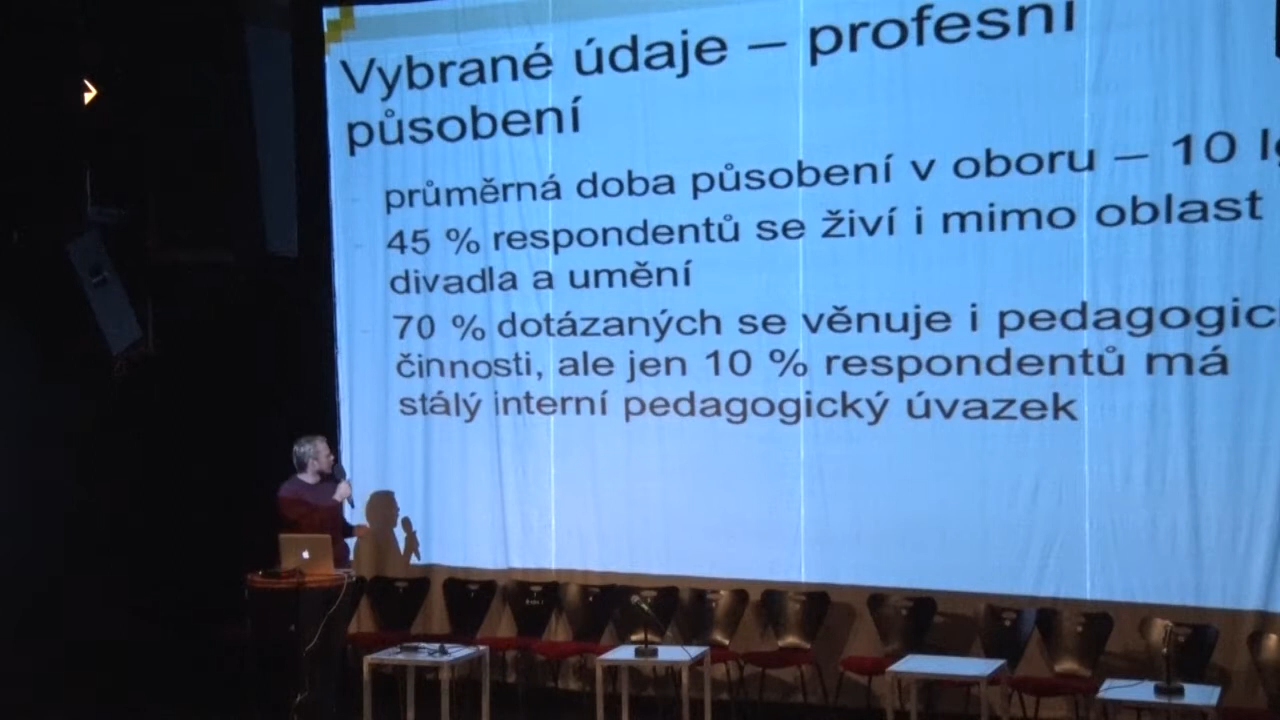 Vybrané údaje – profesní
působení
průměrná doba působení v oboru – 10
45 % respondentů se živí i mimo oblast
divadla a umění
70 % dotázaných se věnuje i
činnosti, ale jen 10 % respondentů má
stálý interní pedagogický úvazek